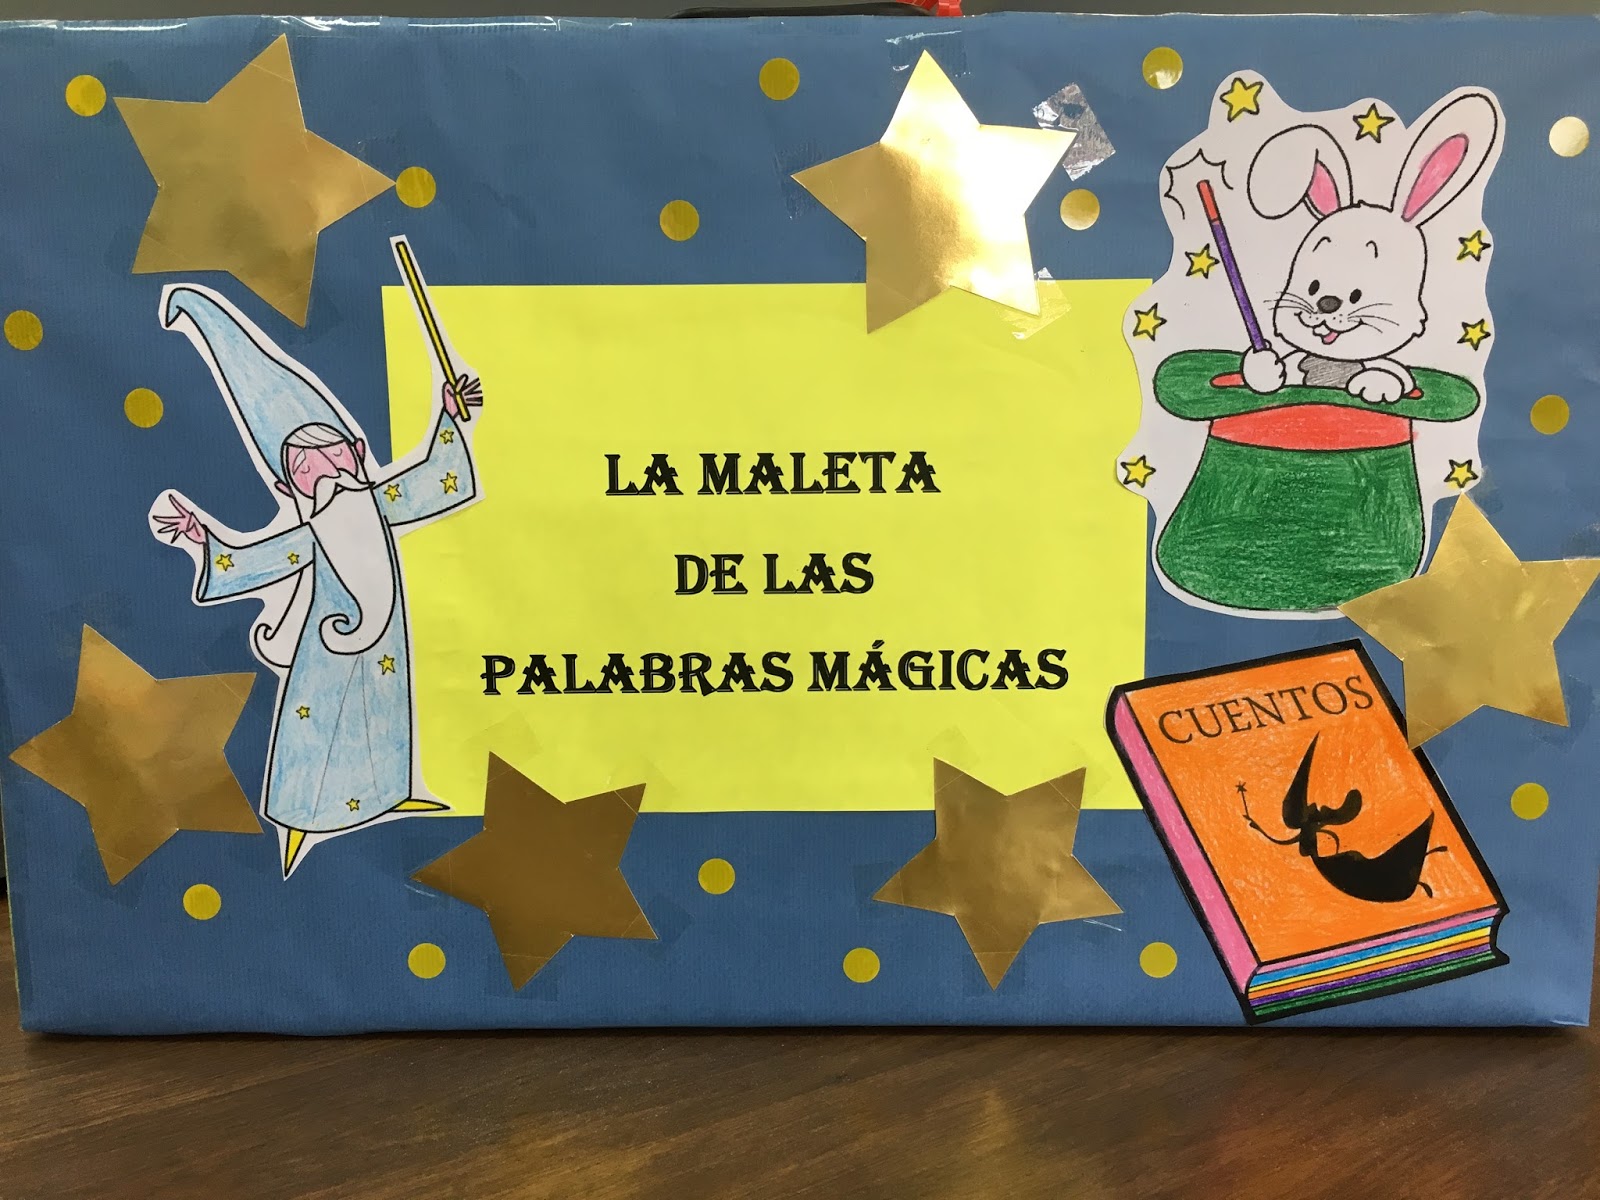 LA MALETA
DE LAS
PALABRAS MÁGICAS
CUENTOS